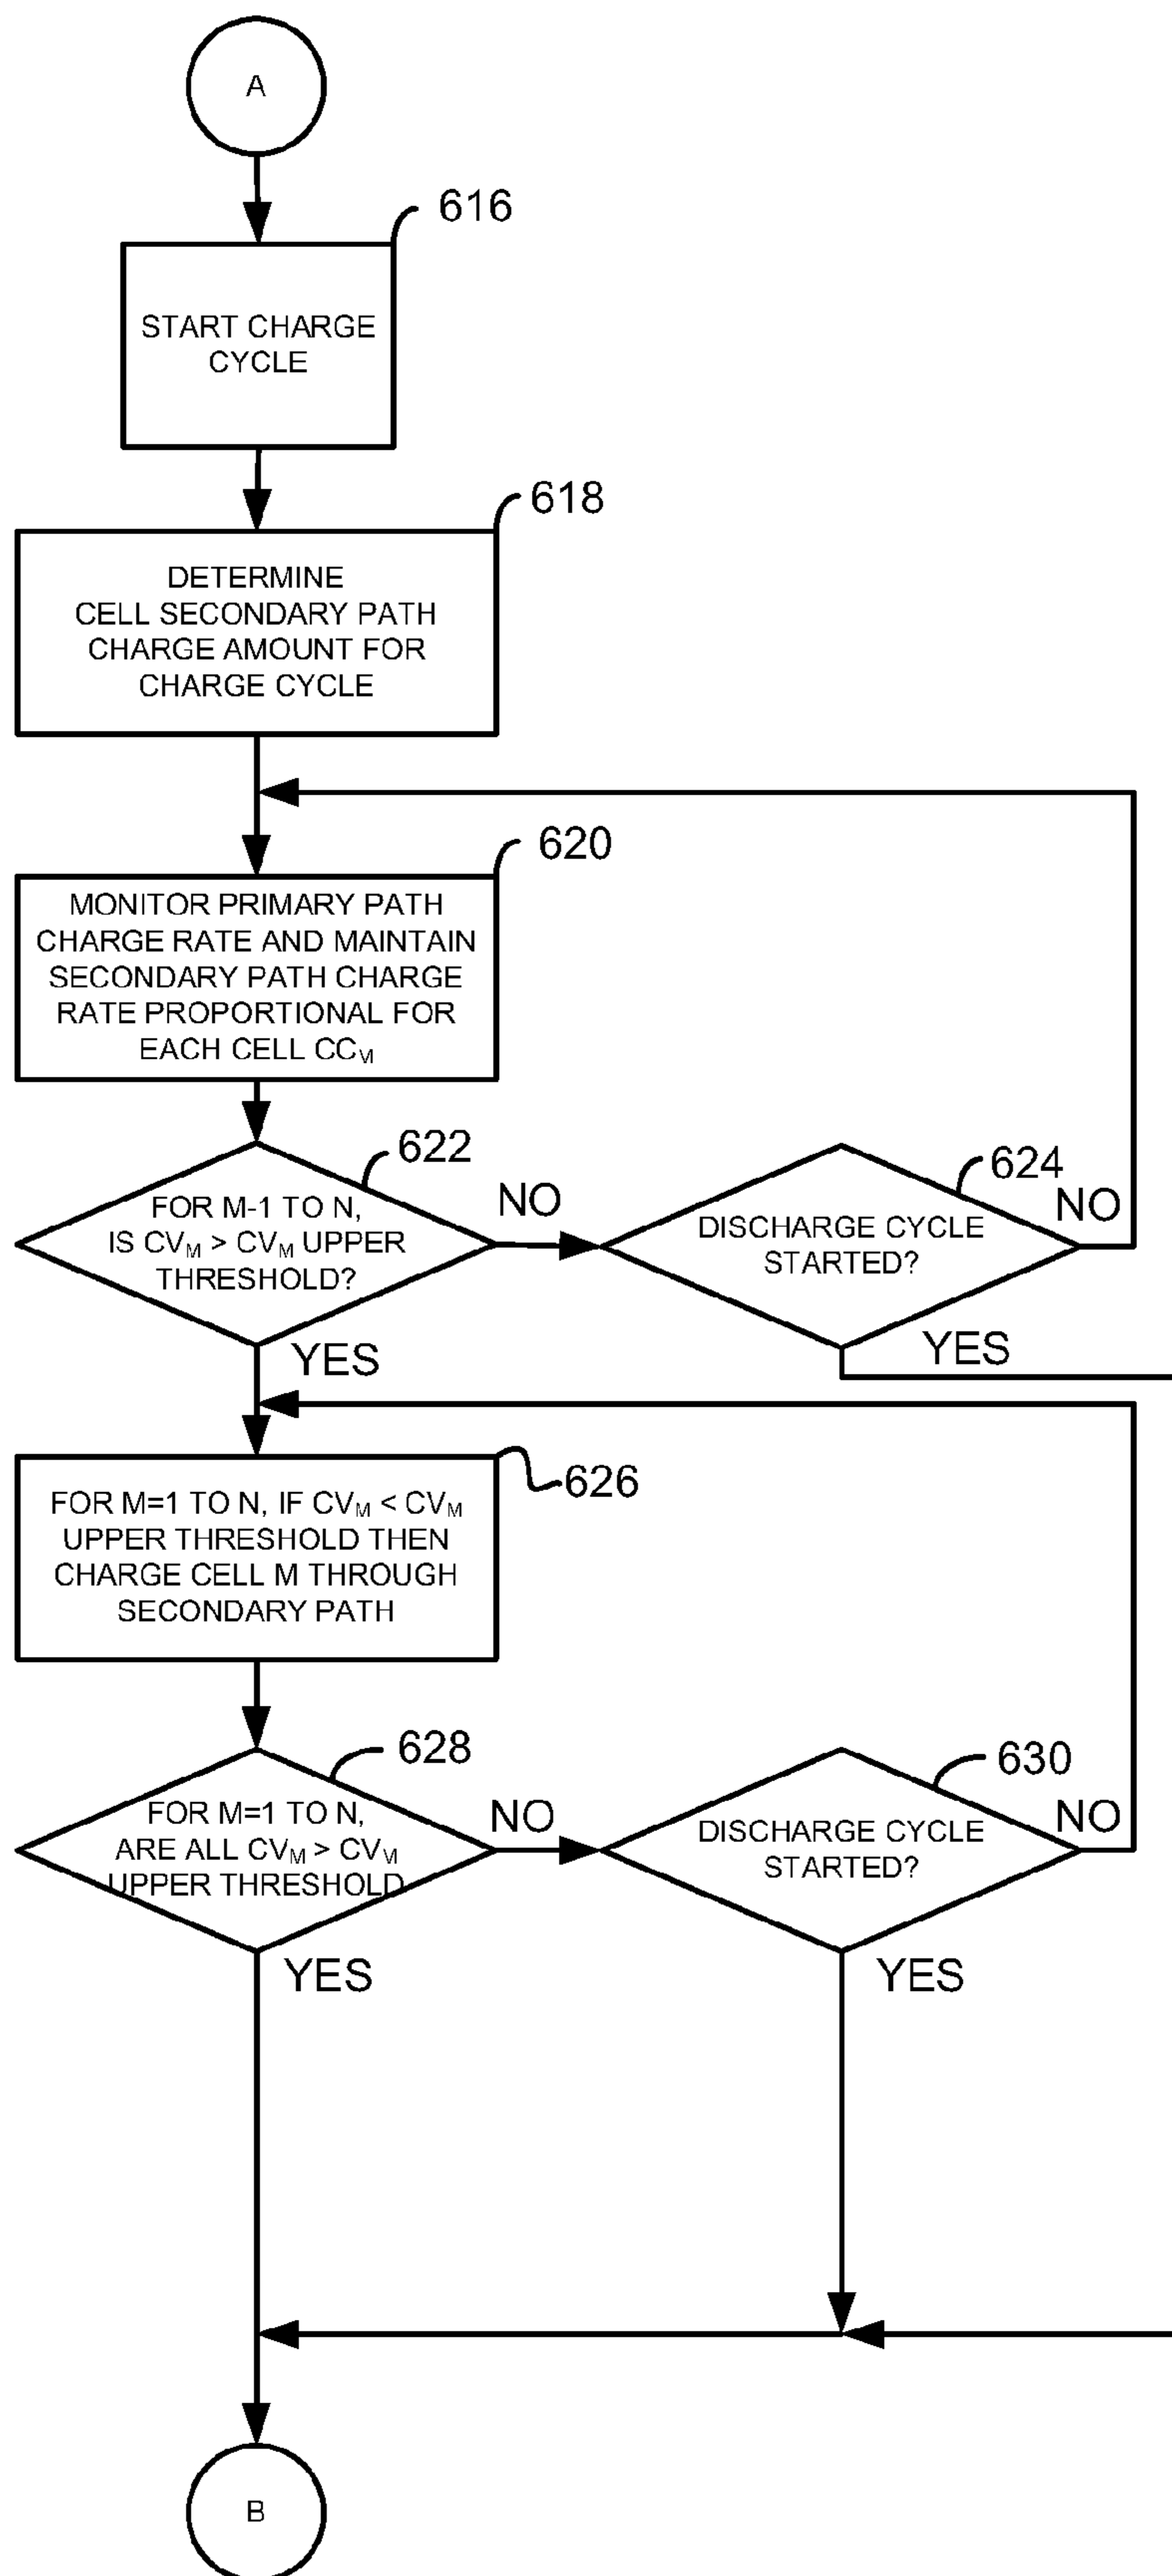 A
616
START CHARGE
CYCLE
618
DETERMINE
CELL SECONDARY PATH
CHARGE AMOUNT FOR
CHARGE CYCLE
620
MONITOR PRIMARY PATH
CHARGE RATE AND MAINTAIN
SECONDARY PATH CHARGE
RATE PROPORTIONAL FOR
EACH CELL CCM
622
FOR M-1 TO N,
IS CVM > CVM UPPER
THRESHOLD?
NO
YES
624
DISCHARGE CYCLE
STARTED?
NO
YES
626
FOR M=1 TO N, IF CVM < CVM
UPPER THRESHOLD THEN
CHARGE CELL M THROUGH
SECONDARY PATH
628
FOR M=1 TO N,
ARE ALL CVM > CVM
UPPER THRESHOLD
NO
YES
630
DISCHARGE CYCLE
STARTED?
NO
YES
B